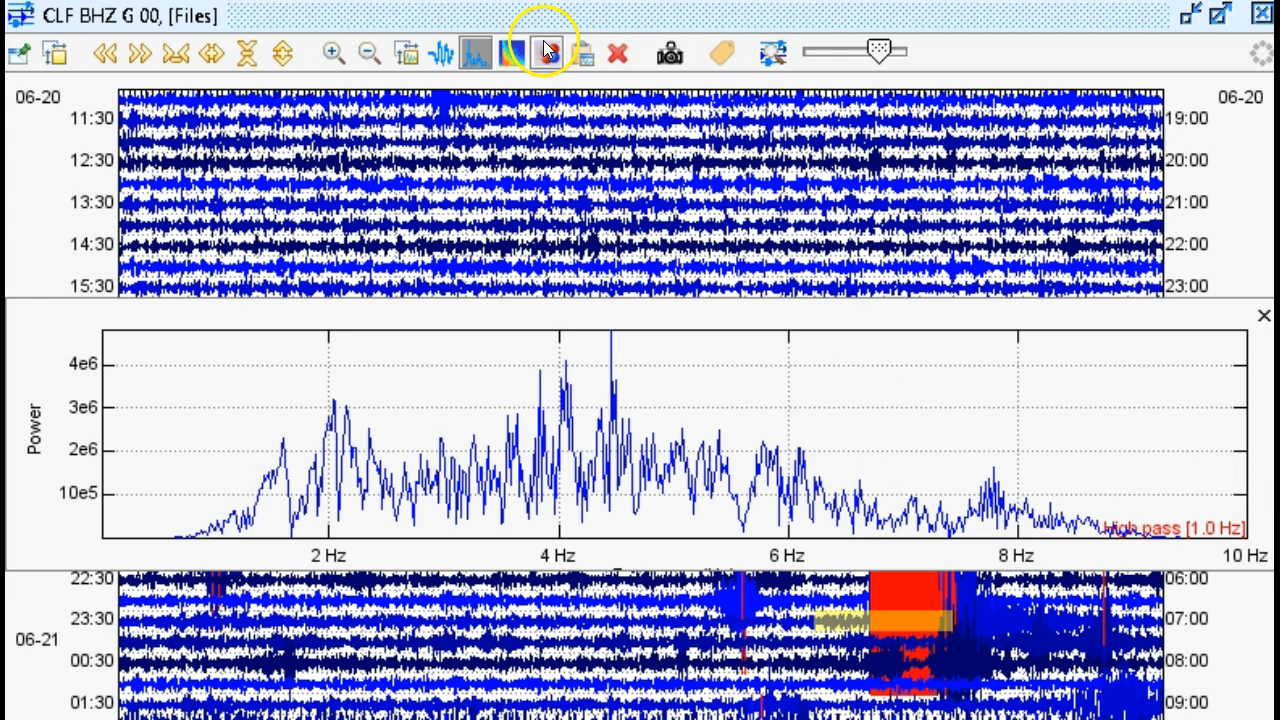 CLF BHZ G 00, [Files]
06-20 06-20
11:30 19:00
12:30 20:00
13:30 21:00
14:30 22:00
15:30 23:00
4e6
3e6
Power
2e6
10e5
High pass [1.0 Hz]
2 Hz 4 Hz 6 Hz 8 Hz 10 Hz
22:30 06:00
23:30 07:00
06-21
00:30 08:00
01:30 09:00